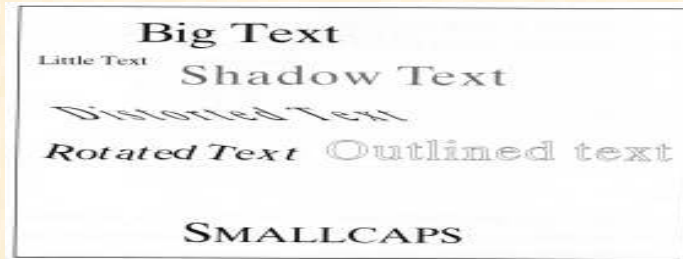 Big Text
Little Text
Shadow Text
Distorted Text
Rotated Text Outlined text
SMALLCAPS